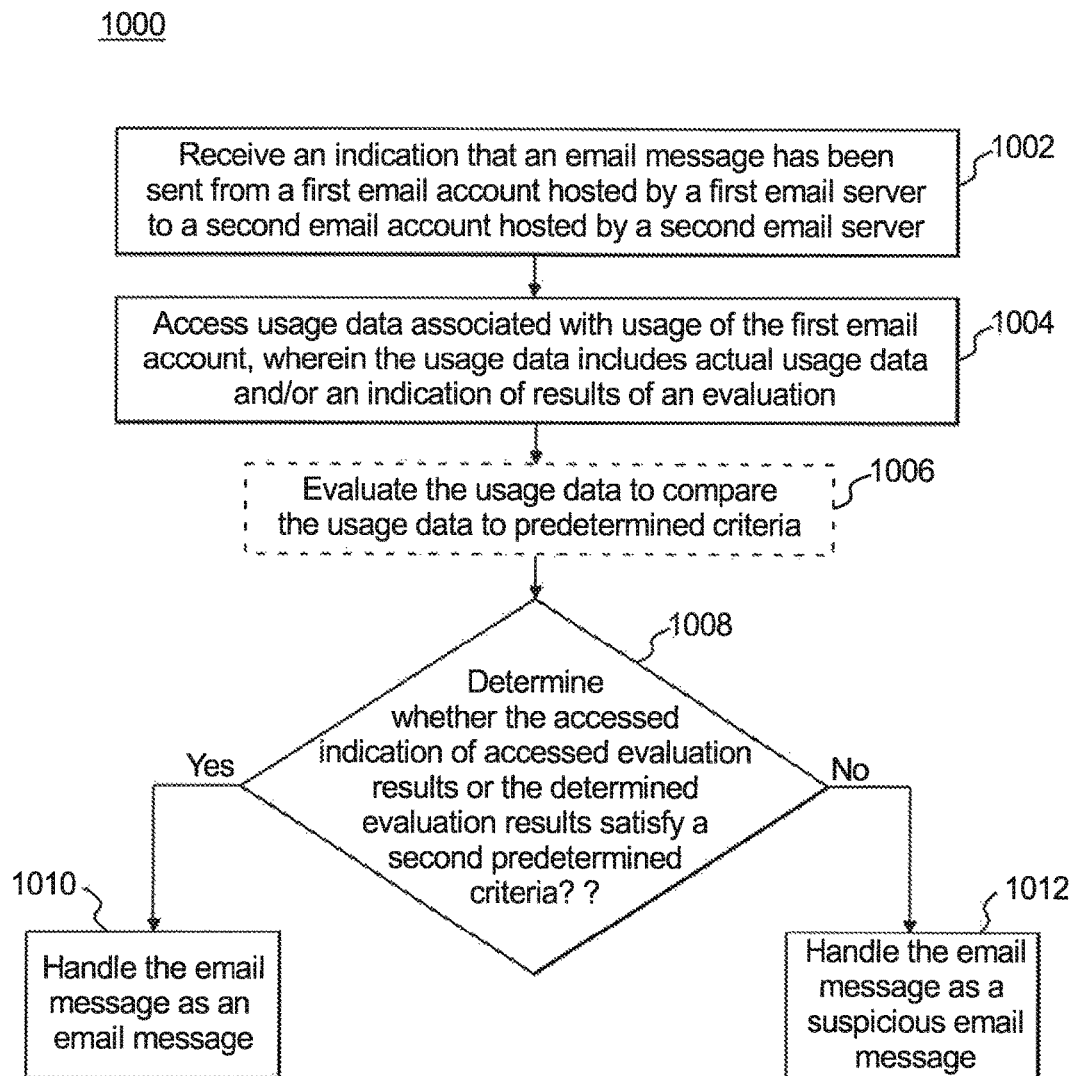 1000
Receive an indication that an email message has been
sent from a first email account hosted by a first email server
to a second email account hosted by a second email server
1002
Access usage data associated with usage of the first email
account, wherein the usage data includes actual usage data
and/or an indication of results of an evaluation
1004
Evaluate the usage data to compare
the usage data to predetermined criteria
1006
1008
Determine
whether the accessed
indication of accessed evaluation
results or the determined
evaluation results satisfy a
second predetermined
criteria? ?
Yes
No
1010
Handle the email
message as an
email message
1012
Handle the email
message as a
suspicious email
message